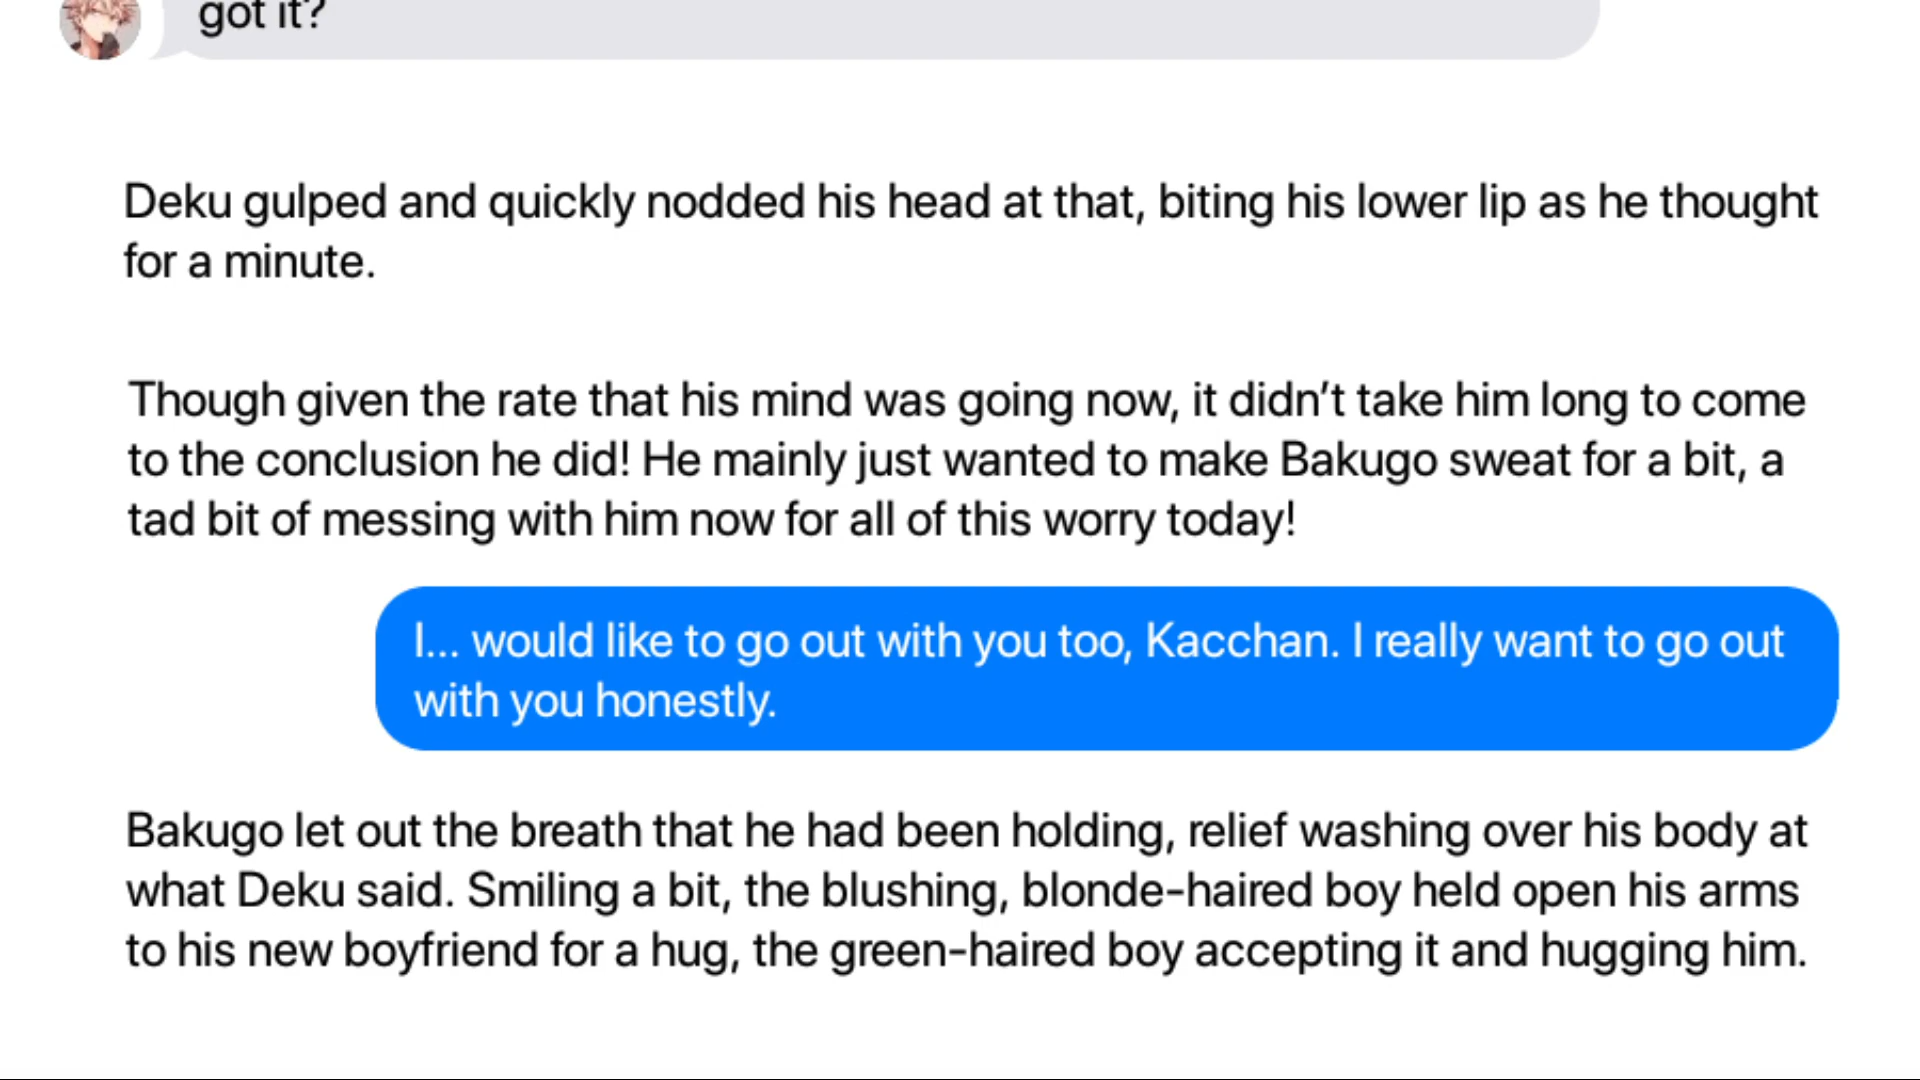 got it?
Deku gulped and quickly nodded his head at that, biting his lower lip as he thought
for a minute.
Though given the rate that his mind was going now, it didn’t take him long to come
to the conclusion he did! He mainly just wanted to make Bakugo sweat for a bit, a
tad bit of messing with him now for all of this worry today!
I... would like to go out with you too, Kacchan. I really want to go out
with you honestly.
Bakugo let out the breath that he had been holding, relief washing over his body at
what Deku said. Smiling a bit, the blushing, blonde-haired boy held open his arms
to his new boyfriend for a hug, the green-haired boy accepting it and hugging him.